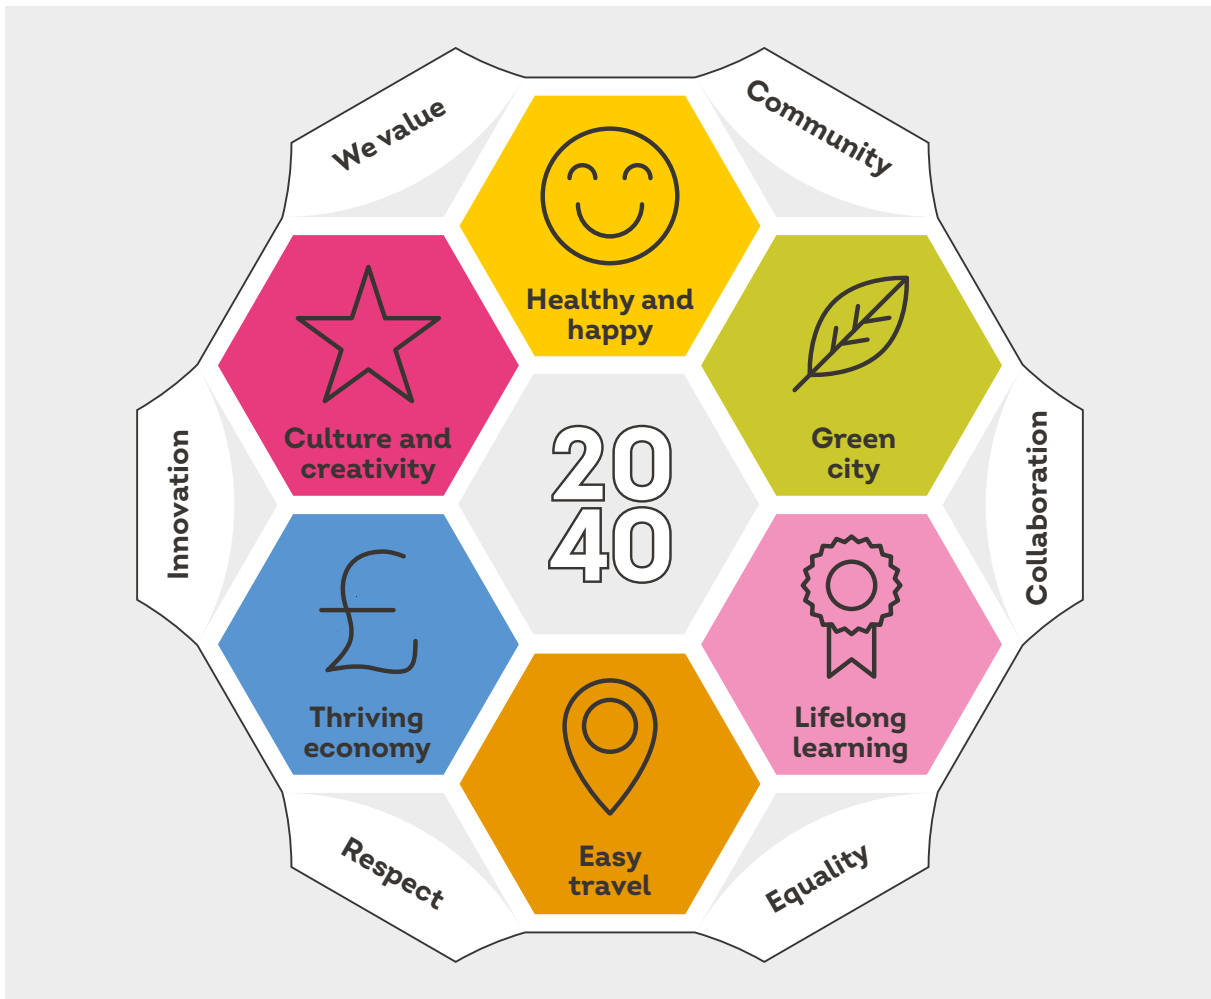 We value
Community
Healthy and
happy
Culture and
creativity
Green
city
20
40
Innovation
Collaboration
Thriving
economy
Lifelong
learning
Easy
travel
Respect
Equality